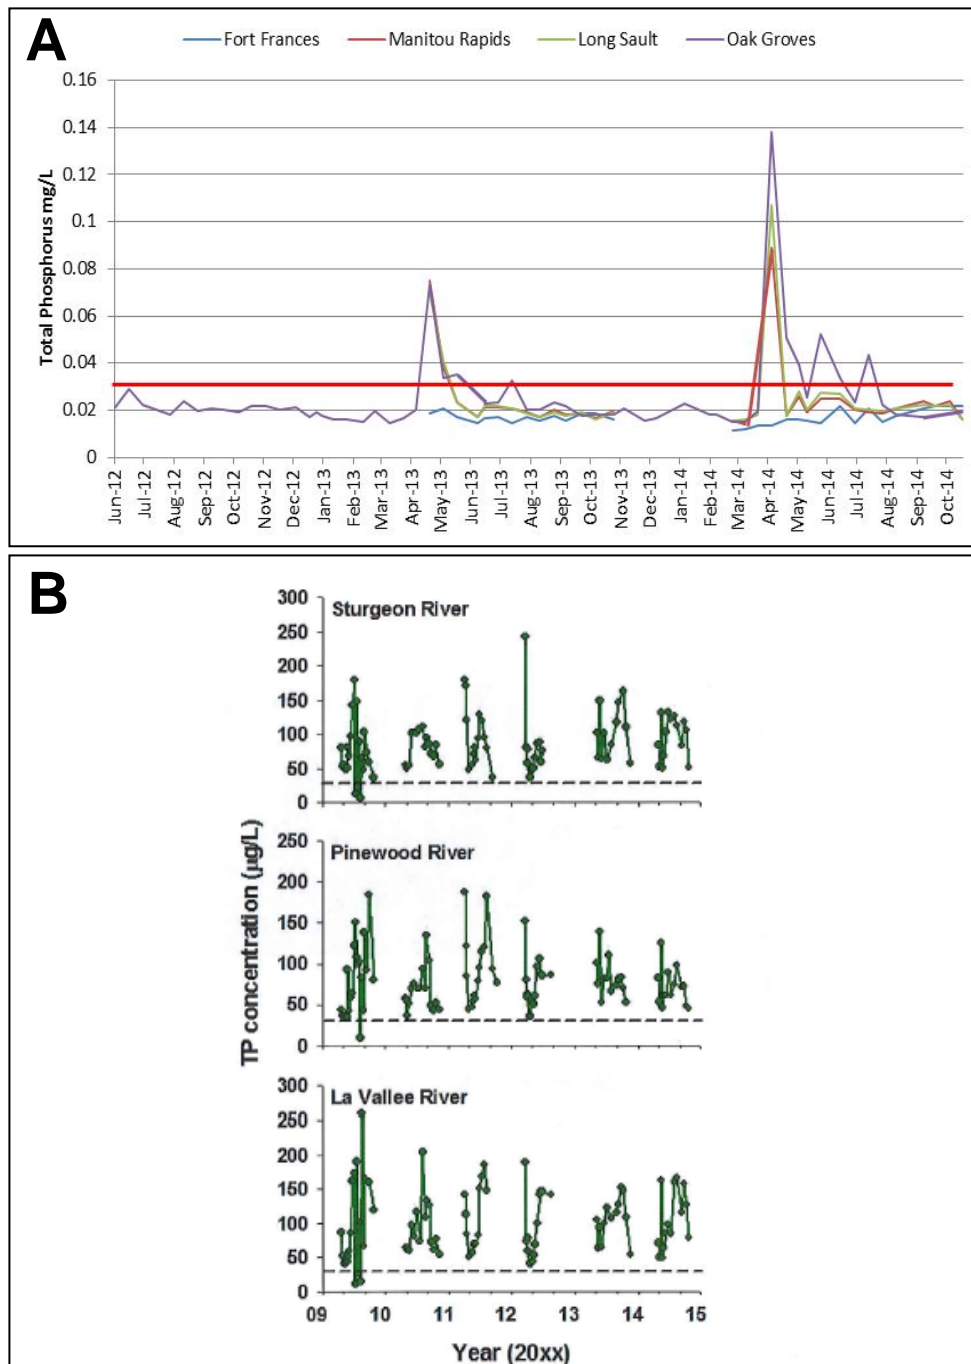 A
Fort Frances Manitou Rapids Long Sault Oak Groves
Total Phosphorus mg/L
0.16
0.14
0.12
0.1
0.08
0.06
0.04
0.02
0
Jun-12 Jul-12 Aug-12 Sep-12 Oct-12 Nov-12 Dec-12 Jan-13 Feb-13 Mar-13 Apr-13 May-13 Jun-13 Jul-13 Aug-13 Sep-13 Oct-13 Nov-13 Dec-13 Jan-14 Feb-14 Mar-14 Apr-14 May-14 Jun-14 Jul-14 Aug-14 Sep-14 Oct-14
B
TP concentration (µg/L)
300
Sturgeon River
250
200
150
100
50
0
250
Pinewood River
200
150
100
50
0
300
La Vallee River
250
200
150
100
50
0
09 10 11 12 13 14 15
Year (20xx)